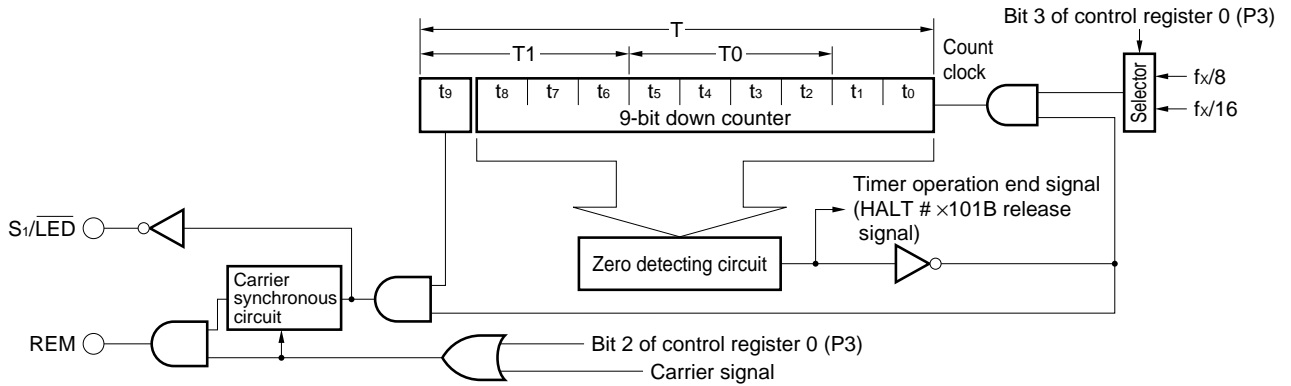 Bit 3 of control register 0 (P3)
T
T1
T0
Count
clock
Selector
fX/8
fX/16
t9
t8
t7
t6
t5
t4
t3
t2
t1
t0
9-bit down counter
Timer operation end signal
(HALT # ×101B release
signal)
S1/LED
Zero detecting circuit
Carrier
synchronous
circuit
REM
Bit 2 of control register 0 (P3)
Carrier signal